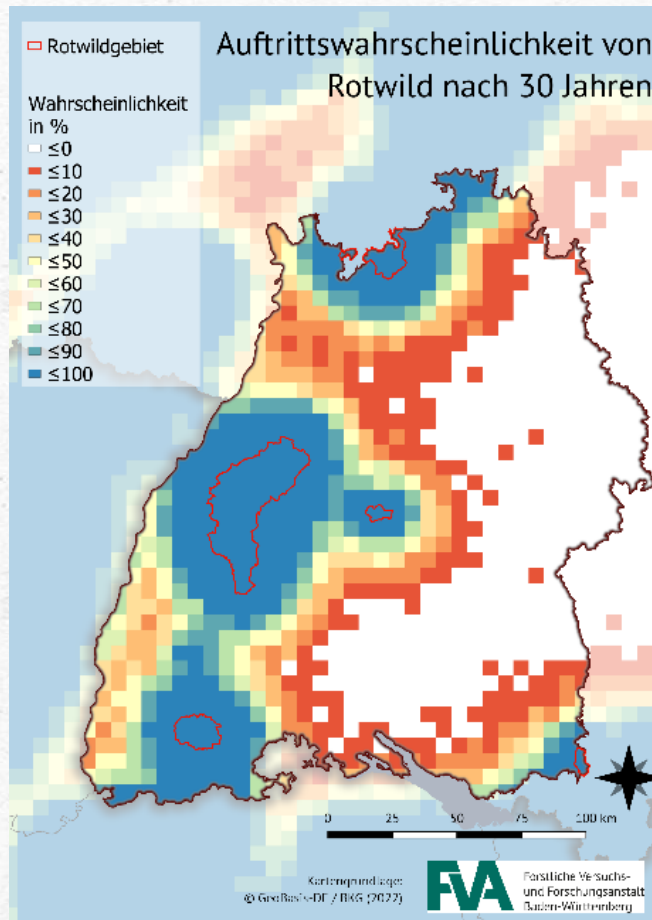 Rotwildgebiet
Auftrittswahrscheinlichkeit von
Rotwild nach 30 Jahren
Wahrscheinlichkeit
in %
≤0
≤10
≤20
≤30
≤40
≤50
≤60
≤70
≤80
≤90
≤100
0 25 50 75 100 km
Kartengrundlage:
© GeoBasis-DE / BKG (2022)
FVA
Forstliche Versuchs-
und Forschungsanstalt
Baden-Württemberg